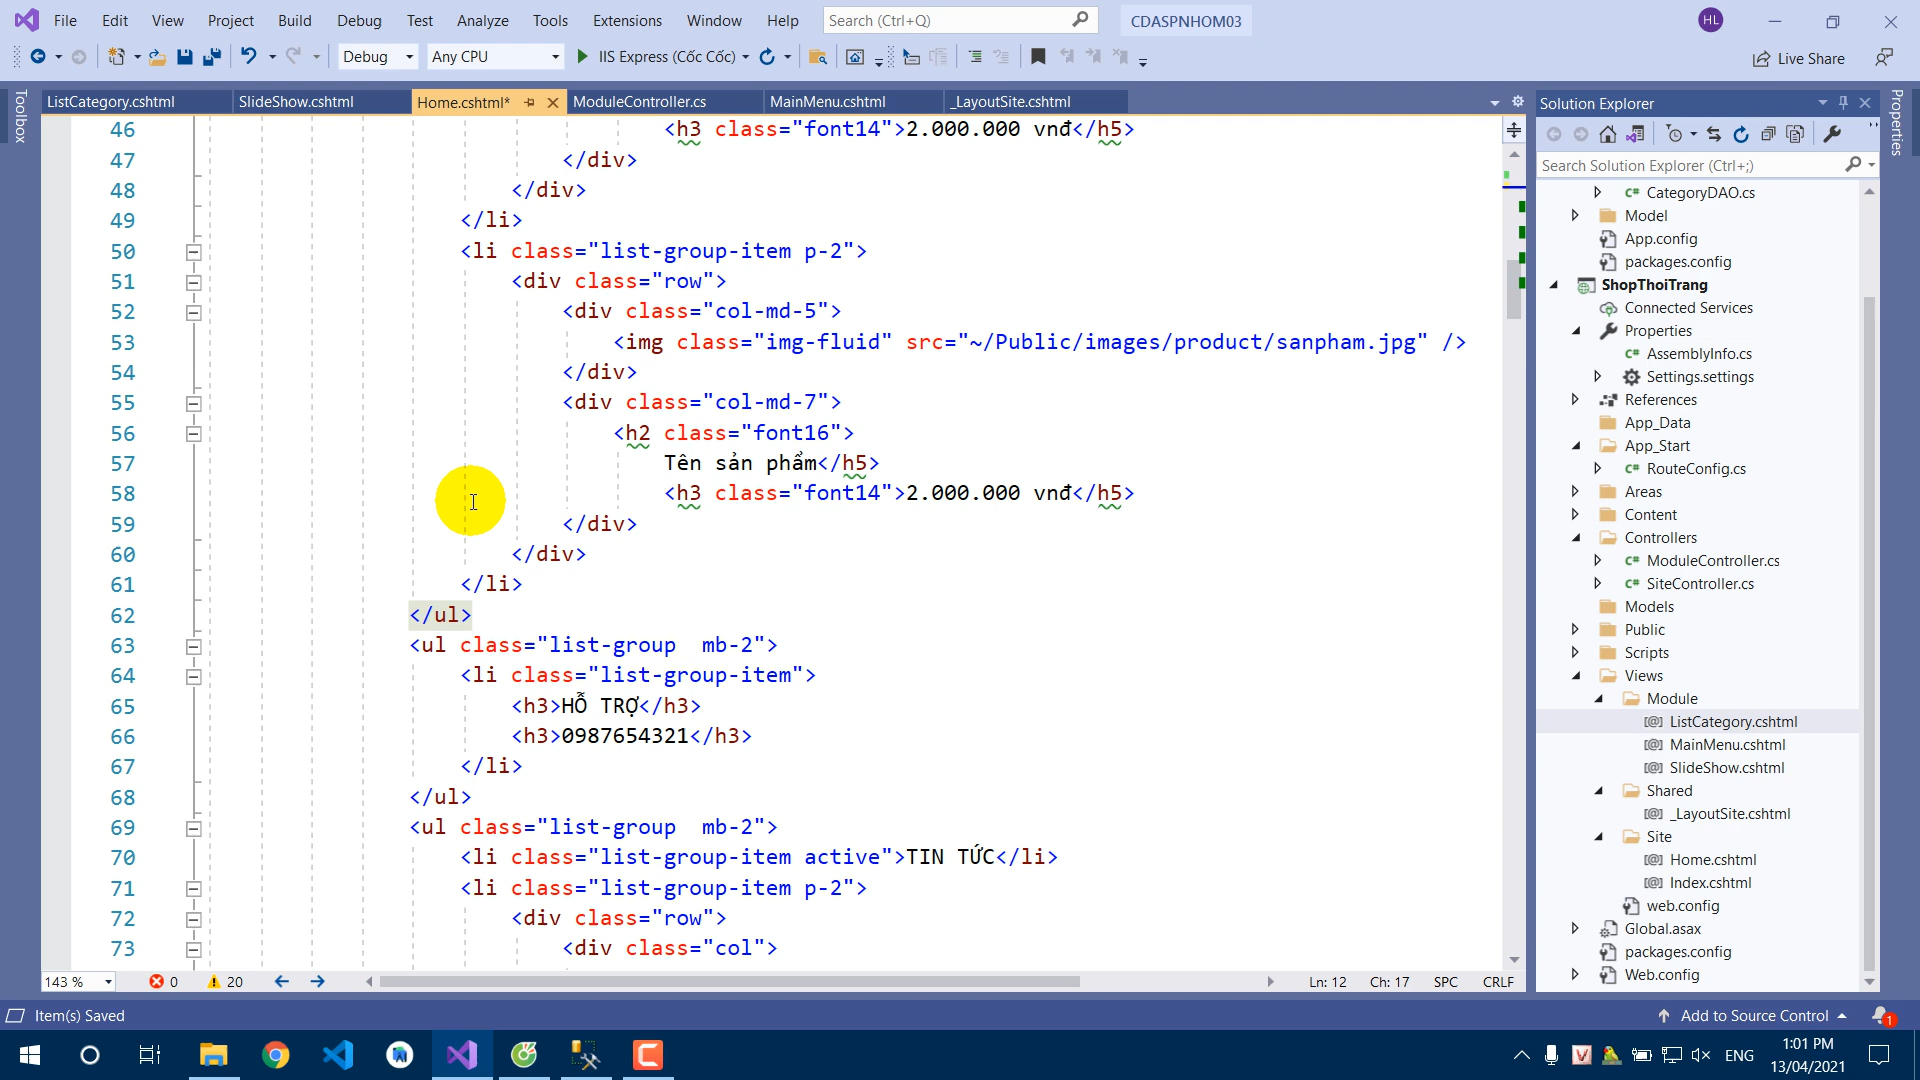 File Edit View Project Build Debug Test Analyze Tools Extensions Window Help Search (Ctrl+Q) CDASPNHOM03 HL
Debug Any CPU IIS Express (Cốc Cốc) Live Share
ListCategory.cshtml SlideShow.cshtml Home.cshtml* ModuleController.cs MainMenu.cshtml _LayoutSite.cshtml
Toolbox
46 <h3 class="font14">2.000.000 vnđ</h5>
47 </div>
48 </div>
49 </li>
50 <li class="list-group-item p-2">
51 <div class="row">
52 <div class="col-md-5">
53 <img class="img-fluid" src="~/Public/images/product/sanpham.jpg" />
54 </div>
55 <div class="col-md-7">
56 <h2 class="font16">
57 Tên sản phẩm</h5>
58 <h3 class="font14">2.000.000 vnđ</h5>
59 </div>
60 </div>
61 </li>
62 </ul>
63 <ul class="list-group  mb-2">
64 <li class="list-group-item">
65 <h3>HỖ TRỢ</h3>
66 <h3>0987654321</h3>
67 </li>
68 </ul>
69 <ul class="list-group  mb-2">
70 <li class="list-group-item active">TIN TỨC</li>
71 <li class="list-group-item p-2">
72 <div class="row">
73 <div class="col">
143 % 0 20 Ln: 12 Ch: 17 SPC CRLF
Solution Explorer
Search Solution Explorer (Ctrl+;)
C# CategoryDAO.cs
Model
App.config
packages.config
ShopThoiTrang
Connected Services
Properties
C# AssemblyInfo.cs
Settings.settings
References
App_Data
App_Start
C# RouteConfig.cs
Areas
Content
Controllers
C# ModuleController.cs
C# SiteController.cs
Models
Public
Scripts
Views
Module
[@] ListCategory.cshtml
[@] MainMenu.cshtml
[@] SlideShow.cshtml
Shared
[@] _LayoutSite.cshtml
Site
[@] Home.cshtml
[@] Index.cshtml
web.config
Global.asax
packages.config
Web.config
Properties
Item(s) Saved Add to Source Control 1
ENG 1:01 PM
13/04/2021